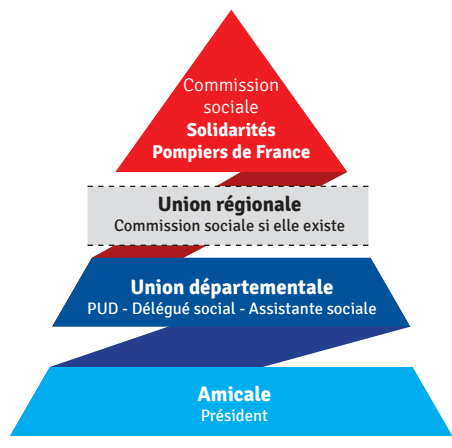 Commission
sociale
Solidarités
Pompiers de France
Union régionale
Commission sociale si elle existe
Union départementale
PUD - Délégué social - Assistante sociale
Amicale
Président